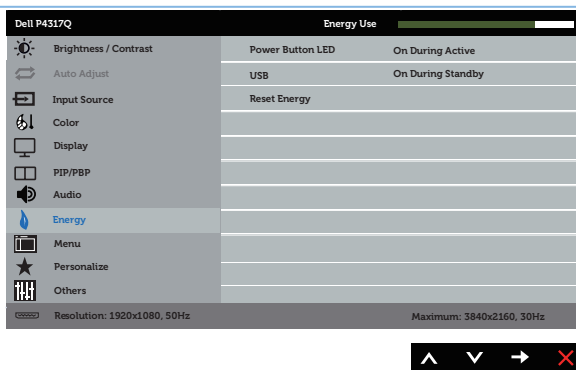 Dell P4317Q Energy Use
Brightness / Contrast Power Button LED On During Active
Auto Adjust USB On During Standby
Input Source Reset Energy
Color
Display
PIP/PBP
Audio
Energy
Menu
Personalize
Others
Resolution: 1920x1080, 50Hz Maximum: 3840x2160, 30Hz